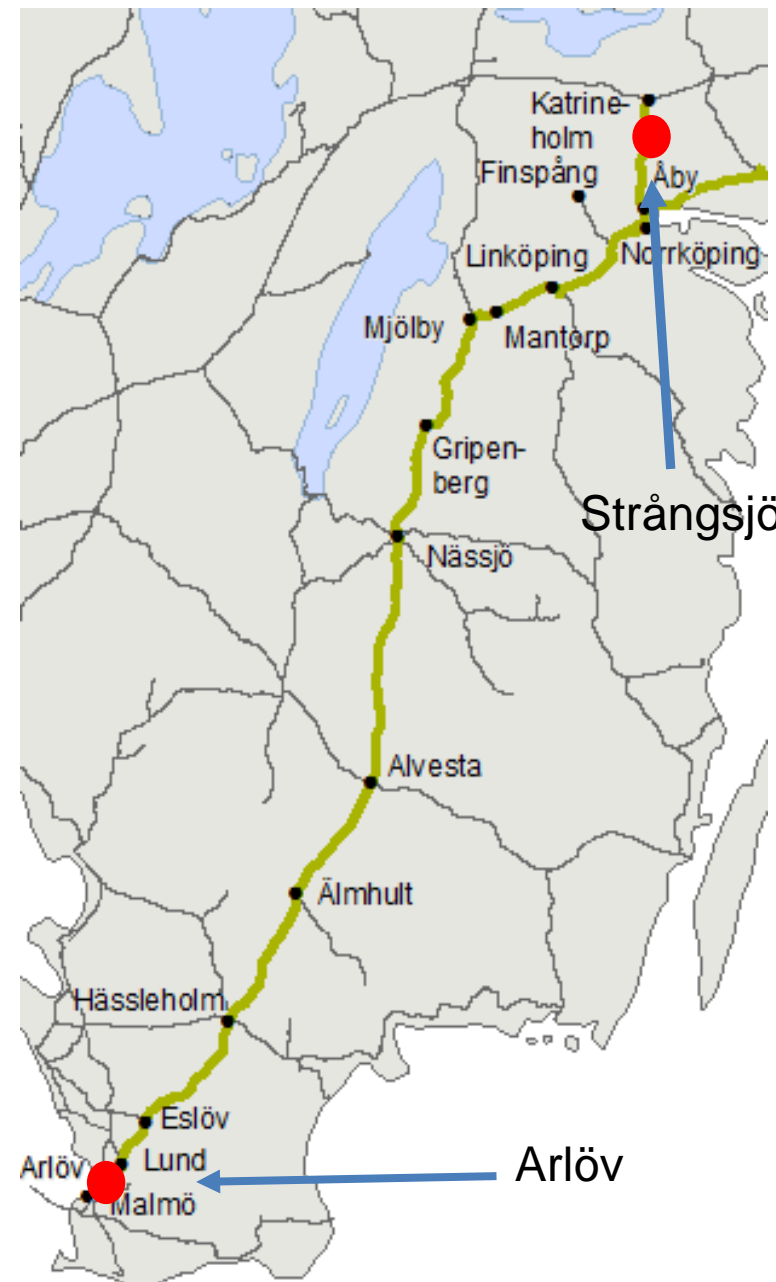 Katrine-
holm
Finspång
Åby
Linköping
Norrköping
Mjölby
Mantorp
Gripen-
berg
Strångsjö
Nässjö
Alvesta
Älmhult
Hässleholm
Eslöv
Arlöv
Lund
Arlöv
Malmö